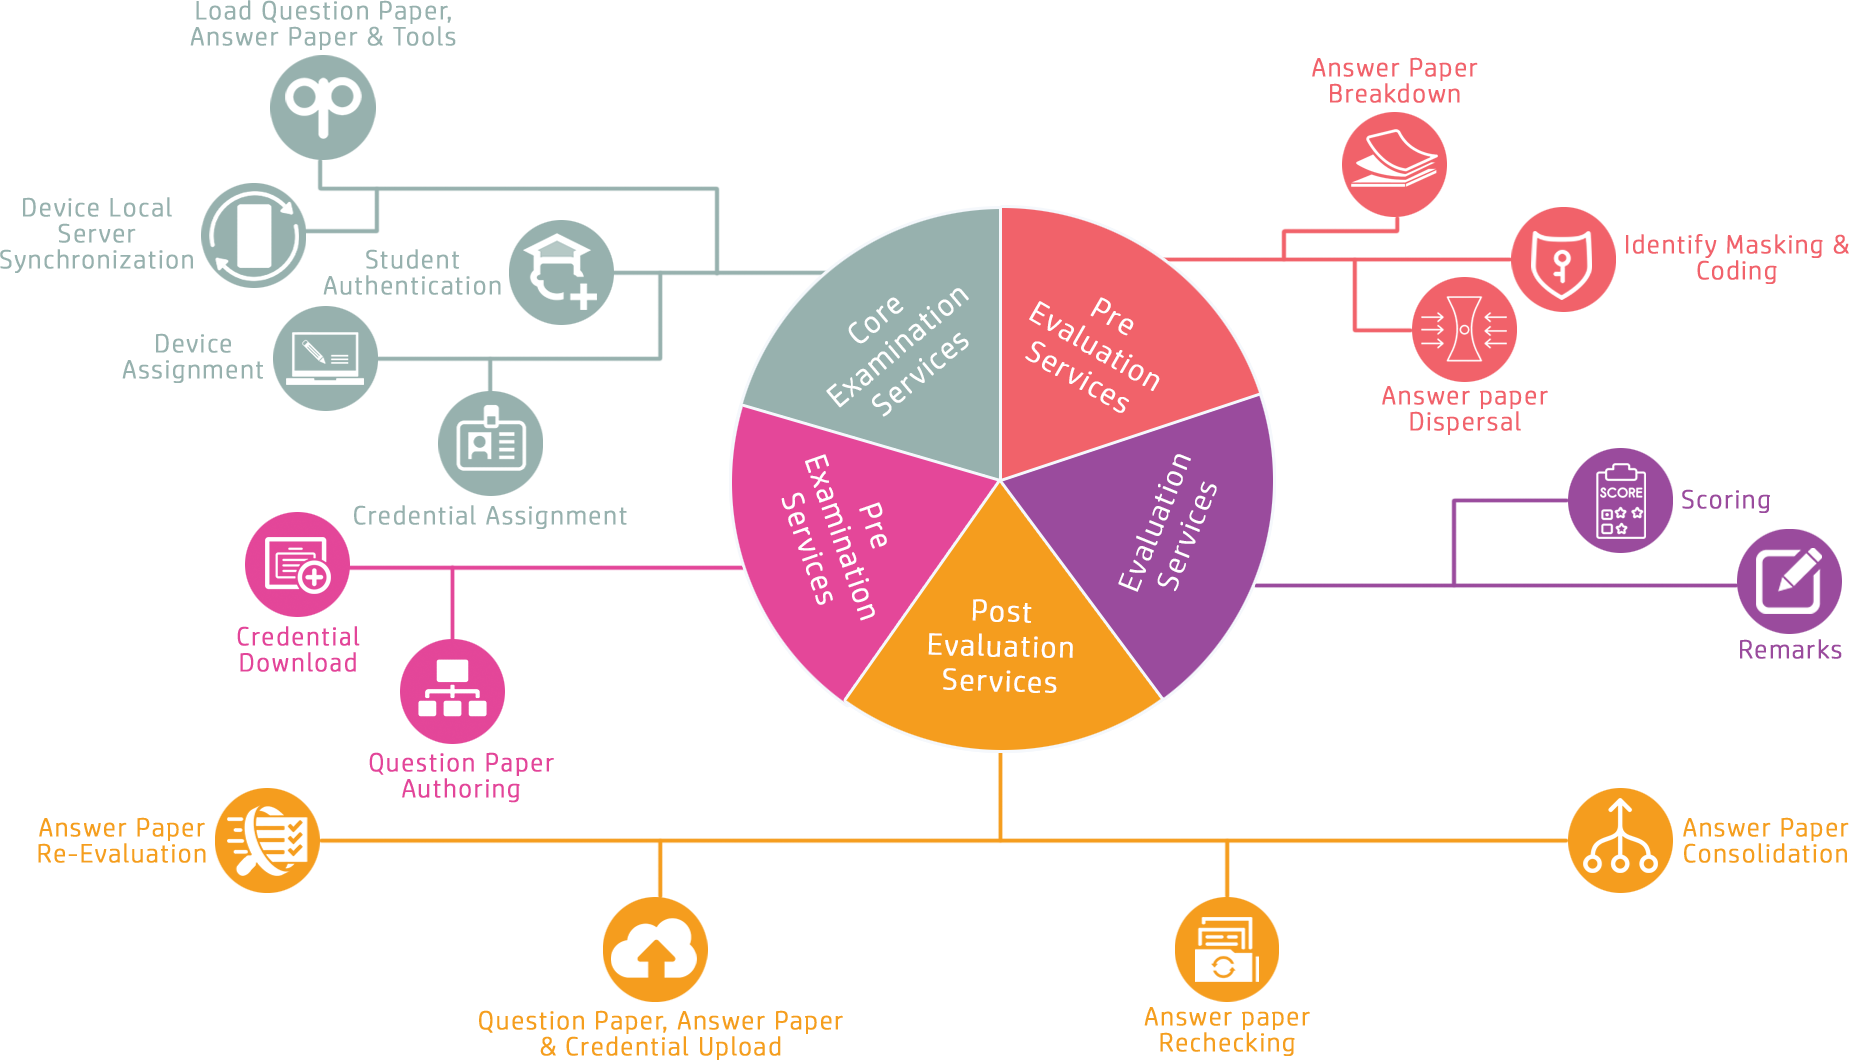 Load Question Paper,
Answer Paper & Tools
Device Local
Server
Synchronization
Student
Authentication
Device
Assignment
Credential Assignment
Core
Examination
Services
Pre
Evaluation
Services
Answer Paper
Breakdown
Identify Masking &
Coding
Answer paper
Dispersal
Evaluation
Services
SCORE
Scoring
Remarks
Pre
Examination
Services
Credential
Download
Question Paper
Authoring
Post
Evaluation
Services
Answer Paper
Re-Evaluation
Question Paper, Answer Paper
& Credential Upload
Answer paper
Rechecking
Answer Paper
Consolidation